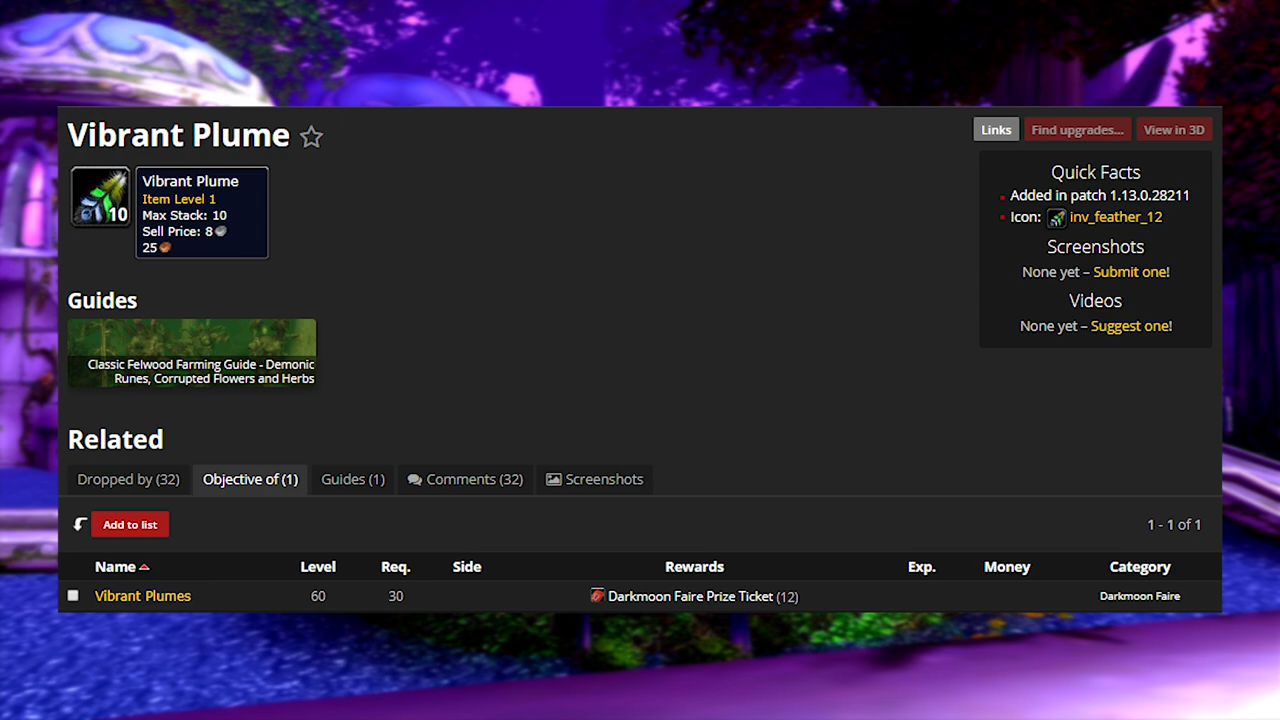 Vibrant Plume
Links
Find upgrades...
View in 3D
10
Vibrant Plume
Item Level 1
Max Stack: 10
Sell Price: 8
25
Quick Facts
Added in patch 1.13.0.28211
Icon: inv_feather_12
Screenshots
None yet – Submit one!
Videos
None yet – Suggest one!
Guides
Classic Felwood Farming Guide - Demonic
Runes, Corrupted Flowers and Herbs
Related
Dropped by (32)
Objective of (1)
Guides (1)
Comments (32)
Screenshots
Add to list
1 - 1 of 1
Name Level Req. Side Rewards Exp. Money Category
Vibrant Plumes 60 30 Darkmoon Faire Prize Ticket (12) Darkmoon Faire